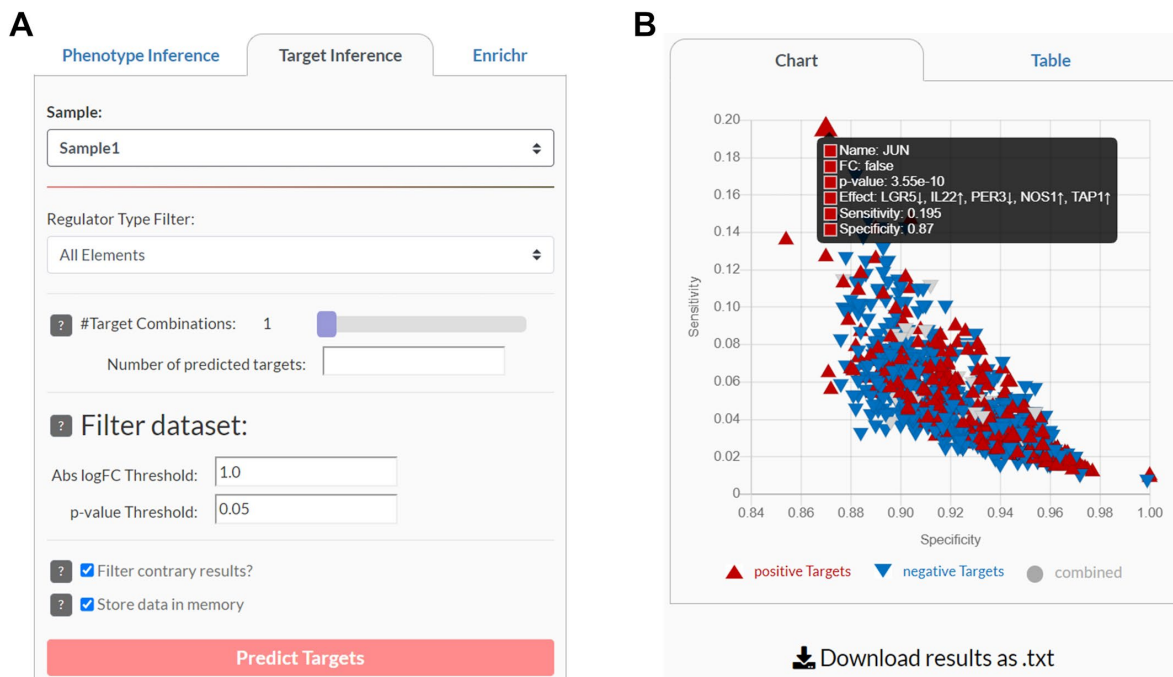 A
Phenotype Inference
Target Inference
Enrichr
Sample:
Sample1
Regulator Type Filter:
All Elements
? #Target Combinations: 1
Number of predicted targets:
? Filter dataset:
Abs logFC Threshold: 1.0
p-value Threshold: 0.05
? Filter contrary results?
? Store data in memory
Predict Targets
B
Chart
Table
Sensitivity
0.20
0.18
0.16
0.14
0.12
0.10
0.08
0.06
0.04
0.02
0
Name: JUN
FC: false
p-value: 3.55e-10
Effect: LGR5↓, IL22↑, PER3↓, NOS1↑, TAP1↑
Sensitivity: 0.195
Specificity: 0.87
0.84 0.86 0.88 0.90 0.92 0.94 0.96 0.98 1.00
Specificity
positive Targets negative Targets combined
Download results as .txt